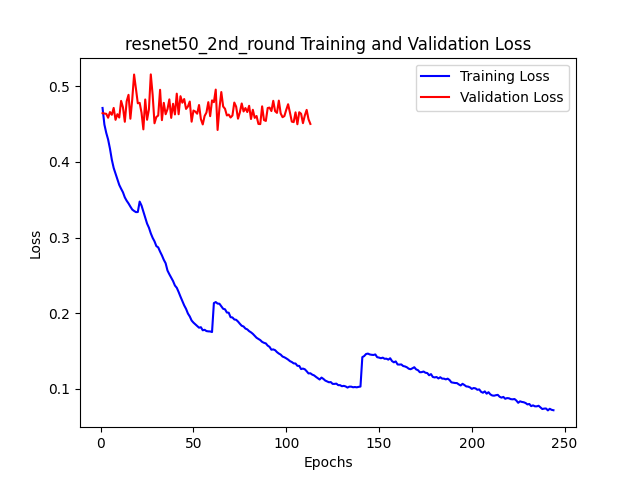 resnet50_2nd_round Training and Validation Loss
Training Loss
Validation Loss
0.5
0.4
0.3
0.2
0.1
Loss
0
50
100
150
200
250
Epochs